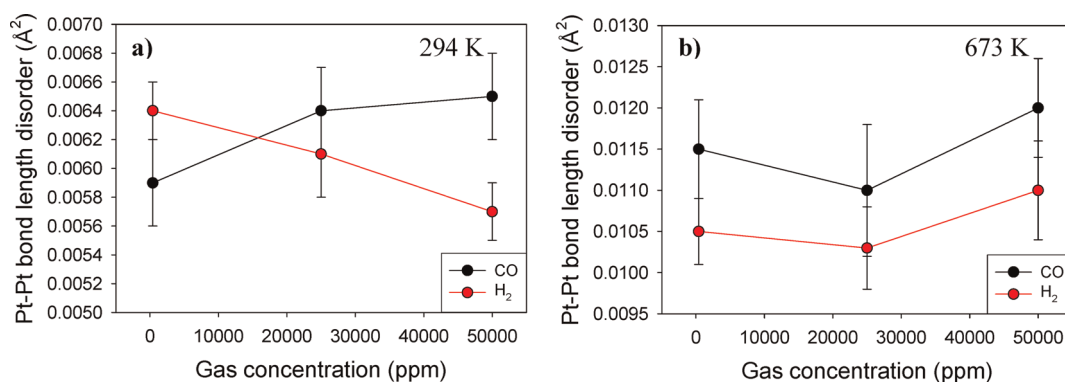 a)
294 K
Pt-Pt bond length disorder (Å²)
0.0070
0.0068
0.0066
0.0064
0.0062
0.0060
0.0058
0.0056
0.0054
0.0052
0.0050
CO
H₂
0 10000 20000 30000 40000 50000
Gas concentration (ppm)
b)
673 K
Pt-Pt bond length disorder (Å²)
0.0130
0.0125
0.0120
0.0115
0.0110
0.0105
0.0100
0.0095
CO
H₂
0 10000 20000 30000 40000 50000
Gas concentration (ppm)